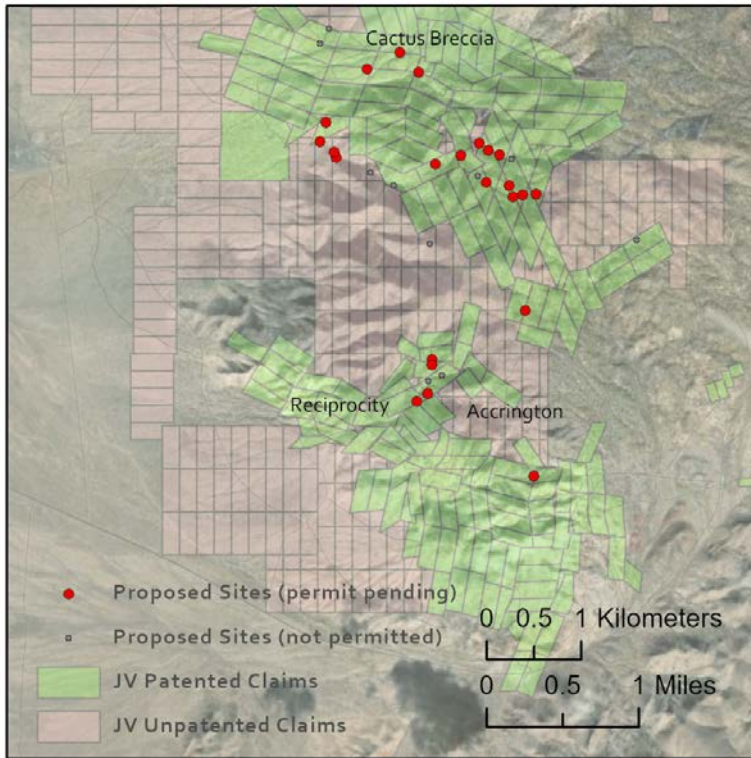 Cactus Breccia
Reciprocity
Accrington
Proposed Sites (permit pending)
Proposed Sites (not permitted)
JV Patented Claims
JV Unpatented Claims
0 0.5 1 Kilometers
0 0.5 1 Miles